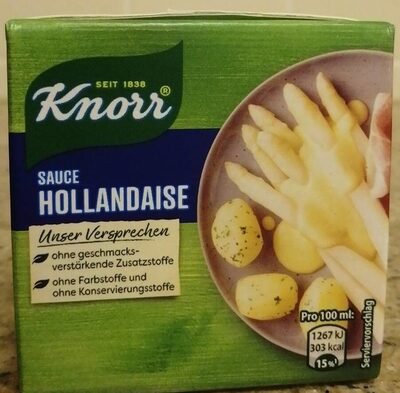 SEIT 1838
Knorr®
SAUCE
HOLLANDAISE
Unser Versprechen
ohne geschmacks-
verstärkende Zusatzstoffe
ohne Farbstoffe und
ohne Konservierungsstoffe
Pro 100 ml:
1267 kJ
303 kcal
15%¹
Serviervorschlag